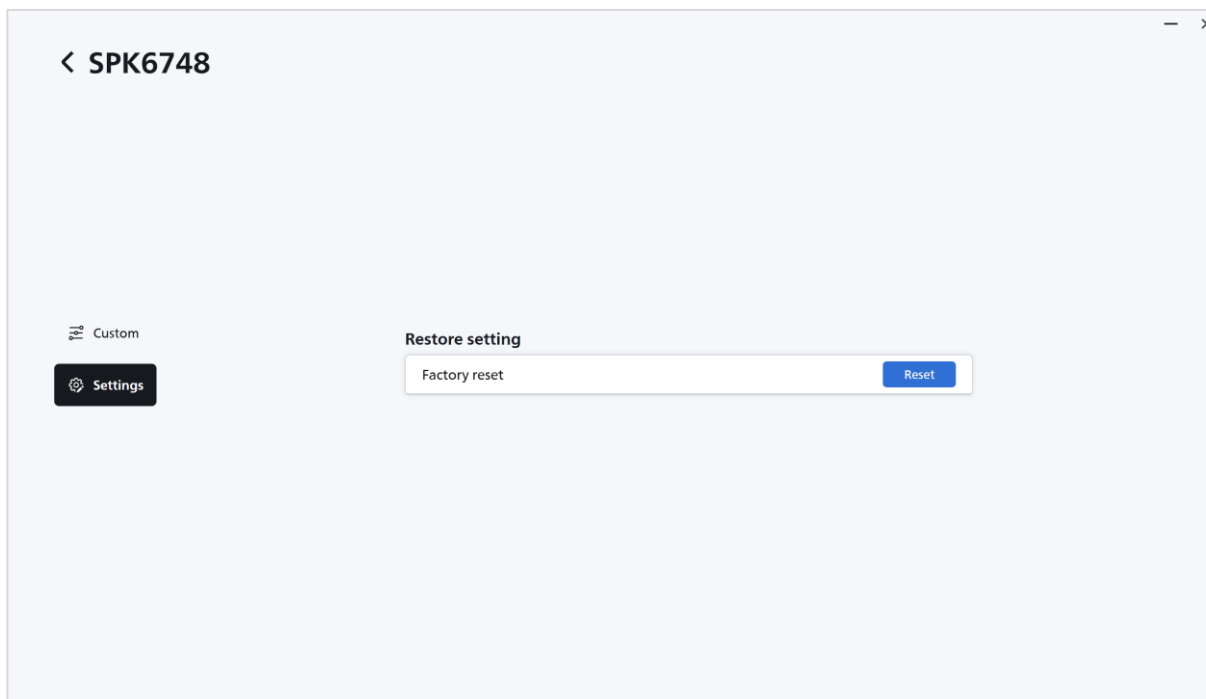 SPK6748
Custom
Settings
Restore setting
Factory reset
Reset